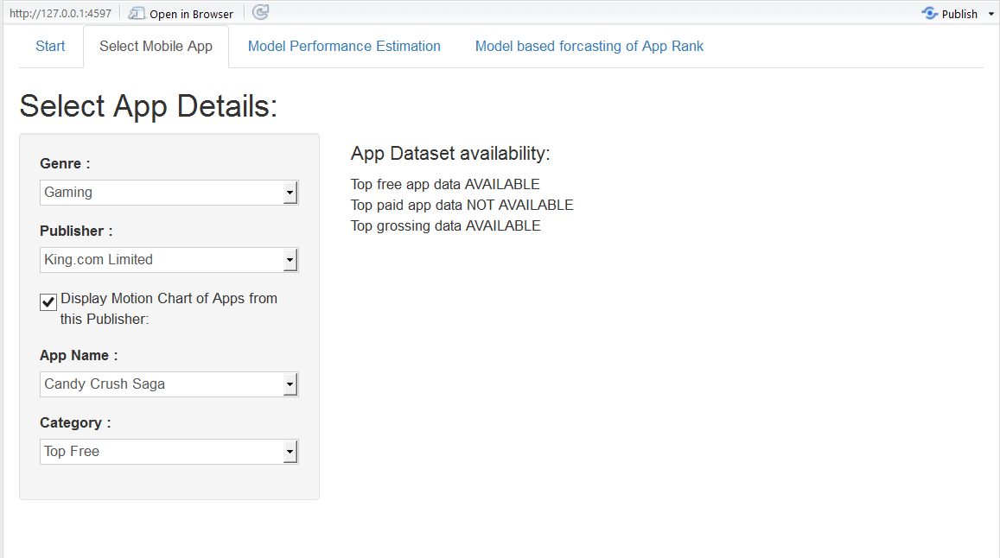 http://127.0.0.1:4597 Open in Browser Publish
Start Select Mobile App Model Performance Estimation Model based forcasting of App Rank
Select App Details:
Genre :
Gaming
Publisher :
King.com Limited
Display Motion Chart of Apps from
this Publisher:
App Name :
Candy Crush Saga
Category :
Top Free
App Dataset availability:
Top free app data AVAILABLE
Top paid app data NOT AVAILABLE
Top grossing data AVAILABLE